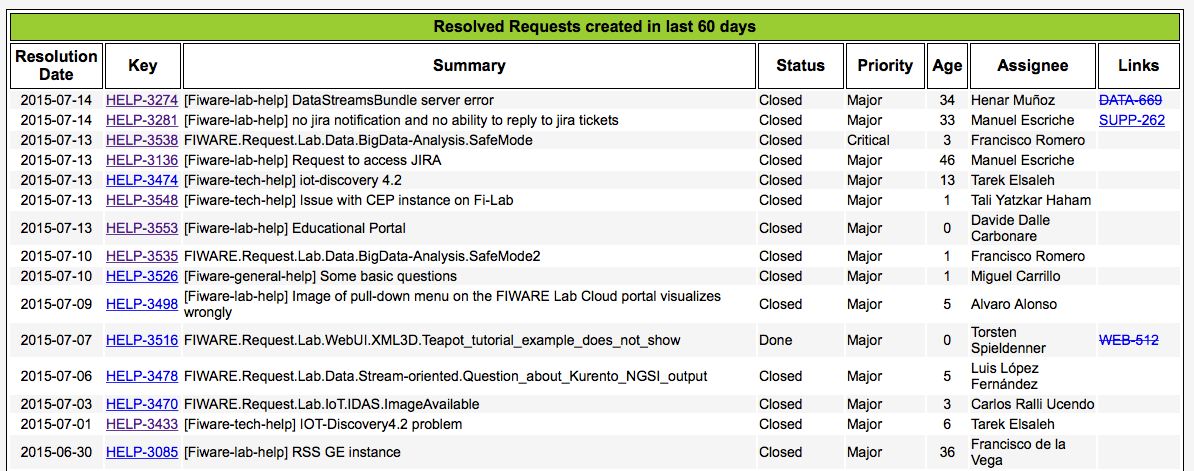 Resolved Requests created in last 60 days
Resolution Date Key Summary Status Priority Age Assignee Links
2015-07-14 HELP-3274 [Fiware-lab-help] DataStreamsBundle server error Closed Major 34 Henar Muñoz DATA-669
2015-07-14 HELP-3281 [Fiware-lab-help] no jira notification and no ability to reply to jira tickets Closed Major 33 Manuel Escriche SUPP-262
2015-07-13 HELP-3538 FIWARE.Request.Lab.Data.BigData-Analysis.SafeMode Closed Critical 3 Francisco Romero
2015-07-13 HELP-3136 [Fiware-lab-help] Request to access JIRA Closed Major 46 Manuel Escriche
2015-07-13 HELP-3474 [Fiware-tech-help] iot-discovery 4.2 Closed Major 13 Tarek Elsaleh
2015-07-13 HELP-3548 [Fiware-tech-help] Issue with CEP instance on Fi-Lab Closed Major 1 Tali Yatzkar Haham
2015-07-13 HELP-3553 [Fiware-lab-help] Educational Portal Closed Major 0 Davide Dalle Carbonare
2015-07-10 HELP-3535 FIWARE.Request.Lab.Data.BigData-Analysis.SafeMode2 Closed Major 1 Francisco Romero
2015-07-10 HELP-3526 [Fiware-general-help] Some basic questions Closed Major 1 Miguel Carrillo
2015-07-09 HELP-3498 [Fiware-lab-help] Image of pull-down menu on the FIWARE Lab Cloud portal visualizes wrongly Closed Major 5 Alvaro Alonso
2015-07-07 HELP-3516 FIWARE.Request.Lab.WebUI.XML3D.Teapot_tutorial_example_does_not_show Done Major 0 Torsten Spieldenner WEB-512
2015-07-06 HELP-3478 FIWARE.Request.Lab.Data.Stream-oriented.Question_about_Kurento_NGSI_output Closed Major 5 Luis López Fernández
2015-07-03 HELP-3470 FIWARE.Request.Lab.IoT.IDAS.ImageAvailable Closed Major 3 Carlos Ralli Ucendo
2015-07-01 HELP-3433 [Fiware-tech-help] IOT-Discovery4.2 problem Closed Major 6 Tarek Elsaleh
2015-06-30 HELP-3085 [Fiware-lab-help] RSS GE instance Closed Major 36 Francisco de la Vega